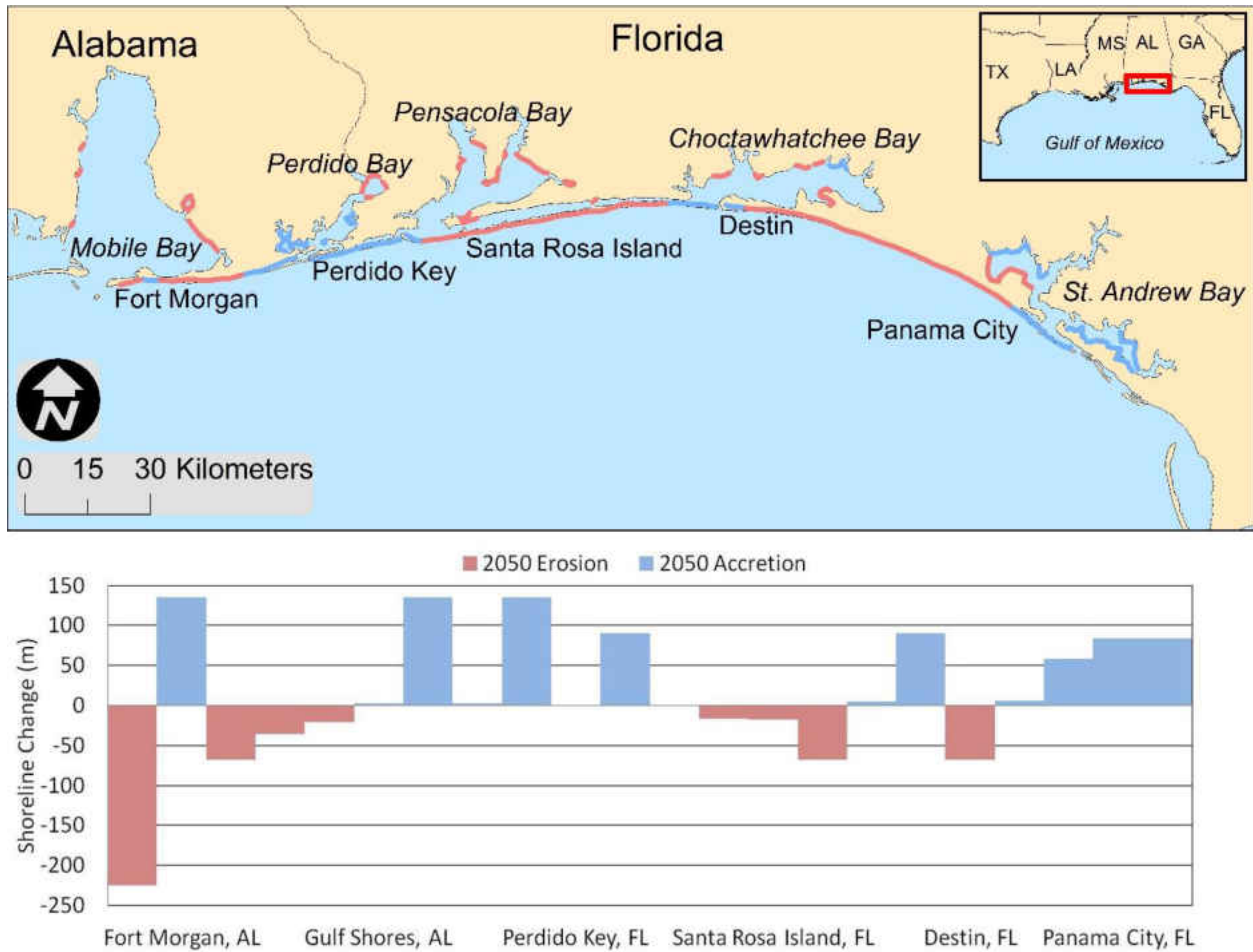 Alabama
Florida
MS
AL
GA
TX
LA
FL
Gulf of Mexico
Pensacola Bay
Choctawhatchee Bay
Perdido Bay
Mobile Bay
Santa Rosa Island
Destin
Perdido Key
Fort Morgan
St. Andrew Bay
Panama City
N
0 15 30 Kilometers
2050 Erosion 2050 Accretion
Shoreline Change (m)
150
100
50
0
-50
-100
-150
-200
-250
Fort Morgan, AL Gulf Shores, AL Perdido Key, FL Santa Rosa Island, FL Destin, FL Panama City, FL